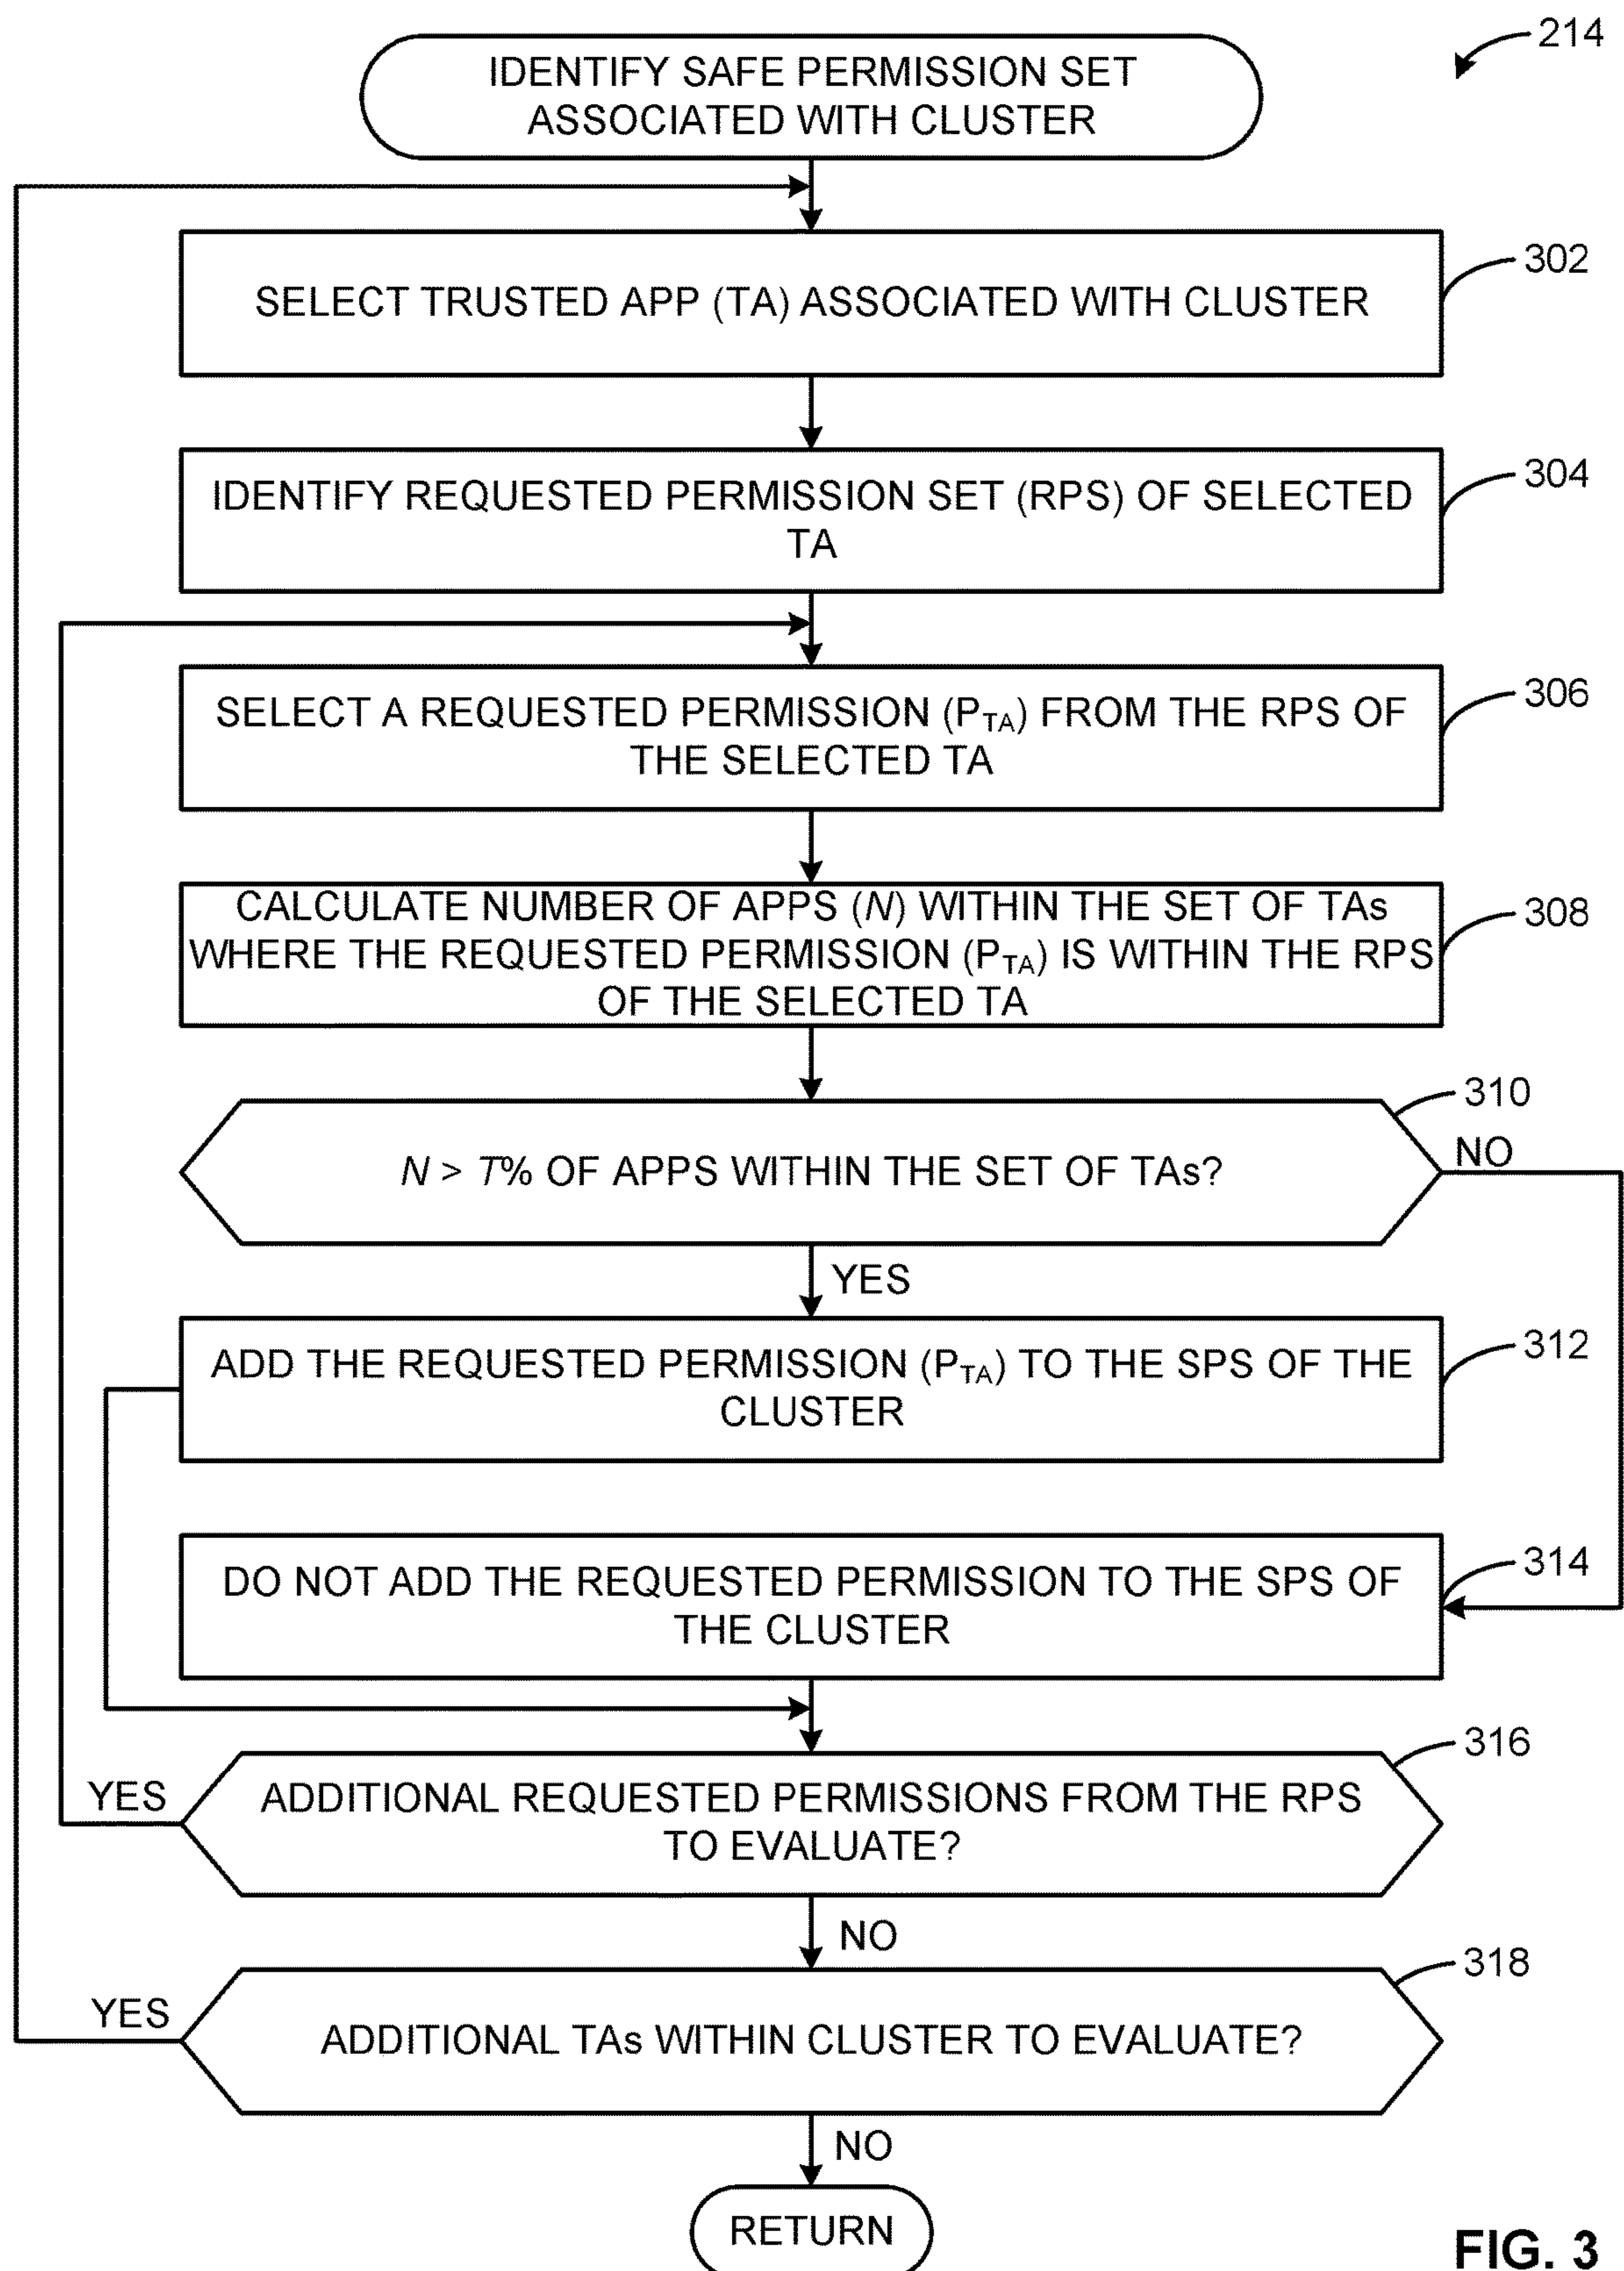 214
IDENTIFY SAFE PERMISSION SET
ASSOCIATED WITH CLUSTER
302
SELECT TRUSTED APP (TA) ASSOCIATED WITH CLUSTER
304
IDENTIFY REQUESTED PERMISSION SET (RPS) OF SELECTED
TA
306
SELECT A REQUESTED PERMISSION (PTA) FROM THE RPS OF
THE SELECTED TA
308
CALCULATE NUMBER OF APPS (N) WITHIN THE SET OF TAs
WHERE THE REQUESTED PERMISSION (PTA) IS WITHIN THE RPS
OF THE SELECTED TA
310
N > T% OF APPS WITHIN THE SET OF TAs?
NO
YES
312
ADD THE REQUESTED PERMISSION (PTA) TO THE SPS OF THE
CLUSTER
314
DO NOT ADD THE REQUESTED PERMISSION TO THE SPS OF
THE CLUSTER
316
YES
ADDITIONAL REQUESTED PERMISSIONS FROM THE RPS
TO EVALUATE?
NO
318
YES
ADDITIONAL TAs WITHIN CLUSTER TO EVALUATE?
NO
RETURN
FIG. 3